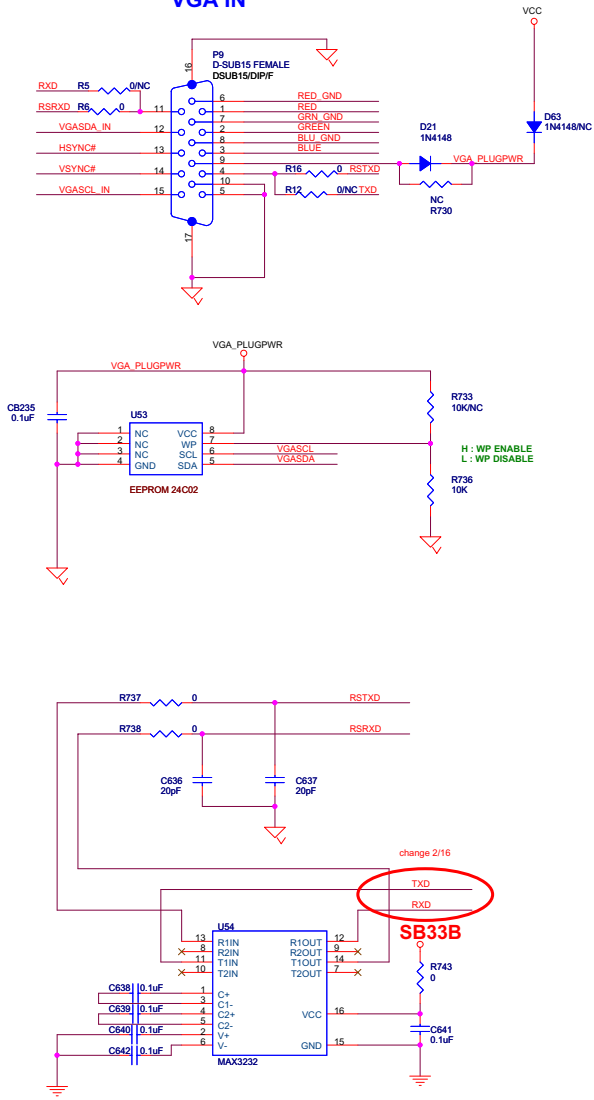 VGA IN
VCC
P9
D-SUB15 FEMALE
DSUB15/DIP/F
16
RXD R5 0/NC
RSRXD R6 0 11
VGASDA_IN 12
HSYNC# 13
VSYNC# 14
VGASCL_IN 15
6 RED_GND
1 RED
7 GRN_GND
2 GREEN
8 BLU_GND
3 BLUE
9
4 R16 0 RSTXD
10
5 R12 0/NC TXD
17
D21
1N4148
D63
1N4148/NC
VGA_PLUGPWR
NC
R730
VGA_PLUGPWR
VGA_PLUGPWR
CB235
0.1uF
U53
1 NC VCC 8
2 NC WP 7
3 NC SCL 6 VGASCL
4 GND SDA 5 VGASDA
EEPROM 24C02
R733
10K/NC
H : WP ENABLE
L : WP DISABLE
R736
10K
R737 0 RSTXD
R738 0 RSRXD
C636
20pF
C637
20pF
change 2/16
TXD
RXD
SB33B
U54
13 R1IN R1OUT 12
8 R2IN R2OUT 9
11 T1IN T1OUT 14
10 T2IN T2OUT 7
R743
0
C638 0.1uF 1 C+
3 C1-
C639 0.1uF 4 C2+
5 C2-
C640 0.1uF 2 V+
C642 0.1uF 6 V-
VCC 16
GND 15
C641
0.1uF
MAX3232